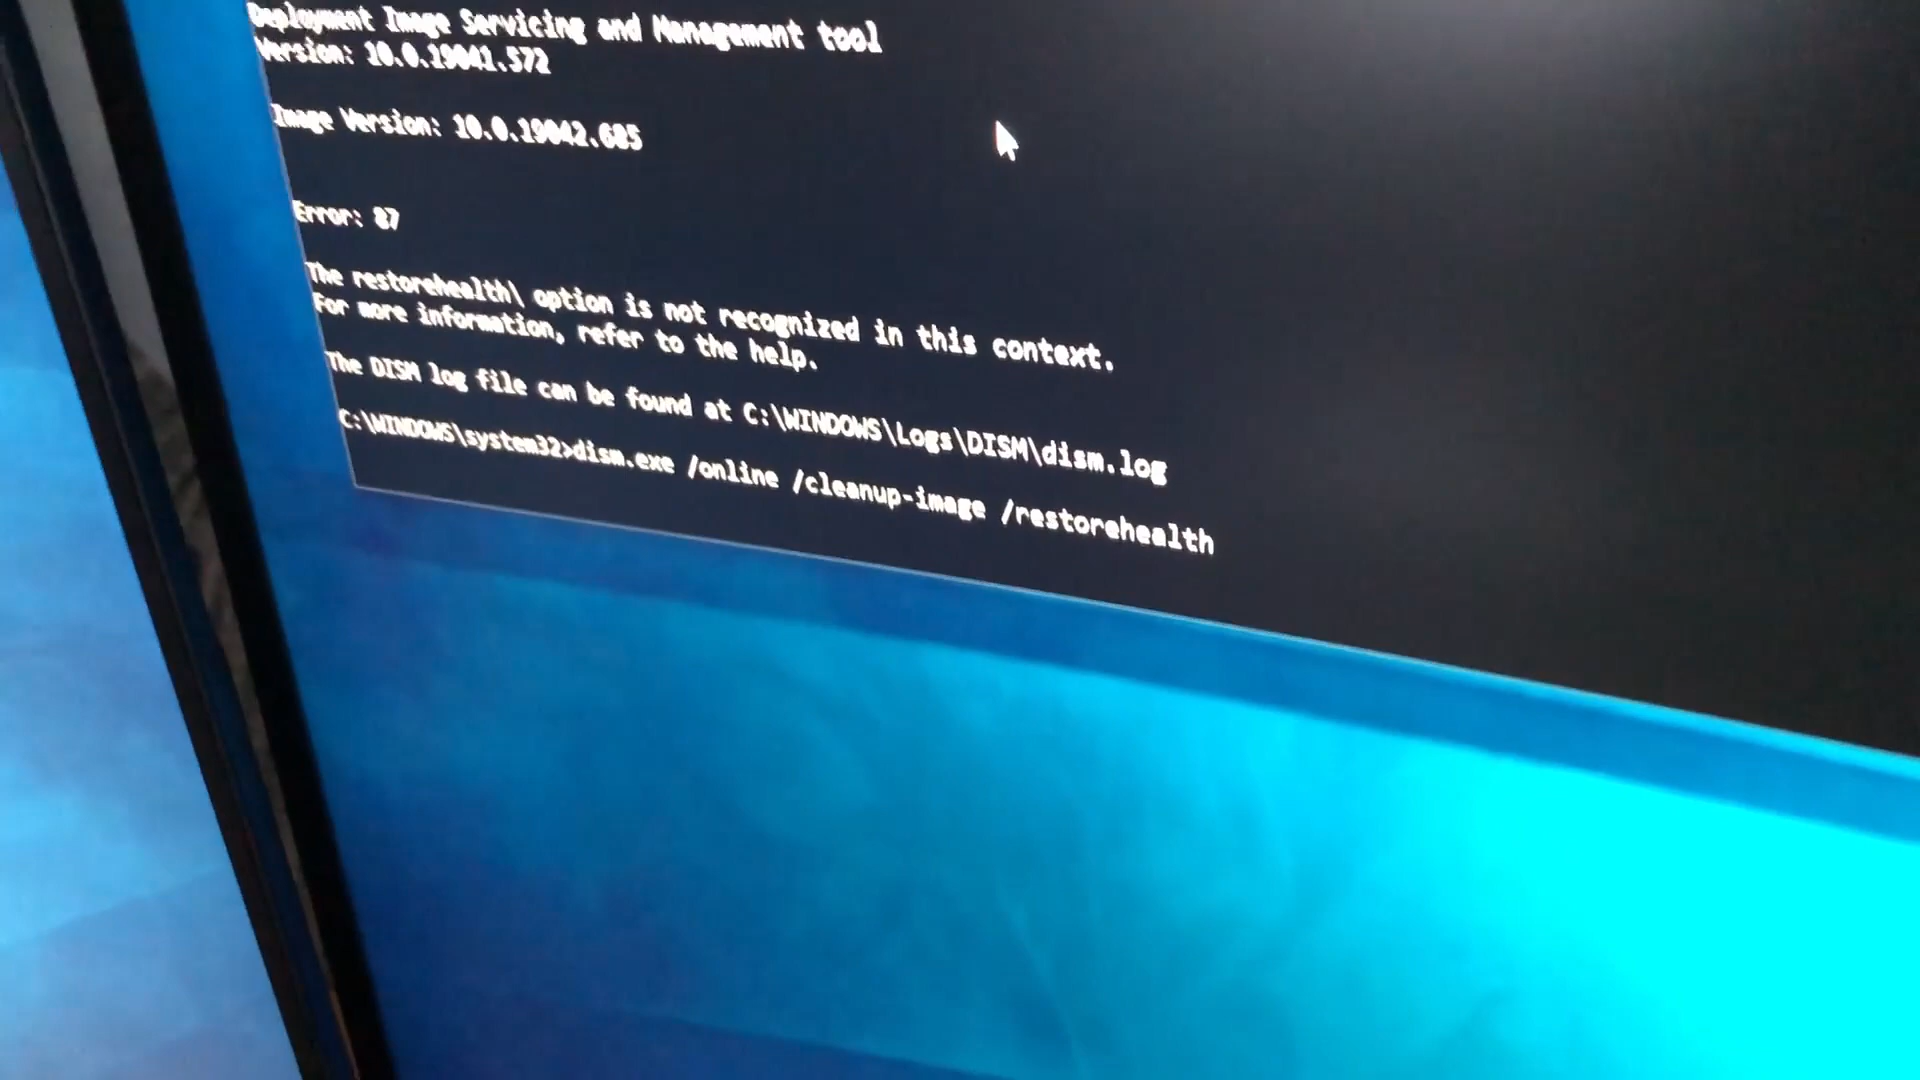 Deployment Image Servicing and Management tool
Version: 10.0.19041.572
Image Version: 10.0.19042.685
Error: 87
The restorehealth\ option is not recognized in this context.
For more information, refer to the help.
The DISM log file can be found at C:\WINDOWS\Logs\DISM\dism.log
C:\WINDOWS\system32>dism.exe /online /cleanup-image /restorehealth